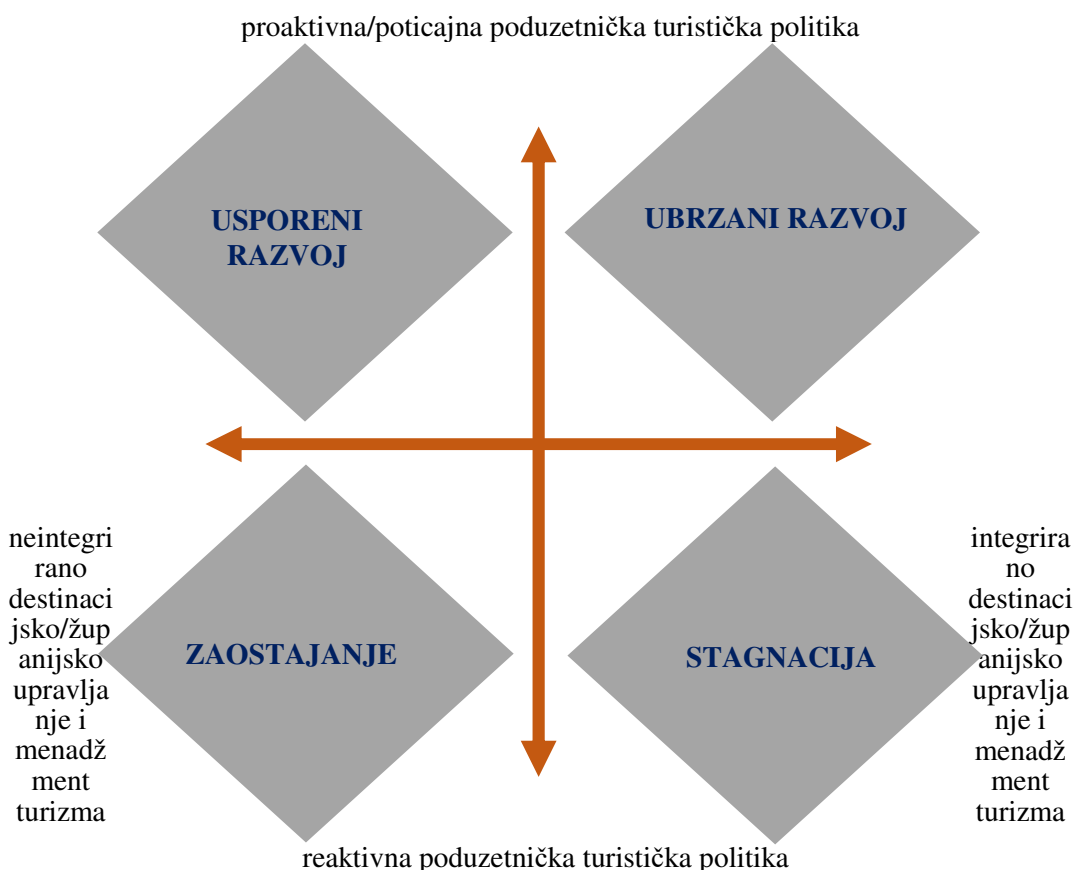 proaktivna/poticajna poduzetnička turistička politika
USPORENI
RAZVOJ
UBRZANI RAZVOJ
neintegri
rano
destinaci
jsko/žup
anijsko
upravlja
nje i
menadž
ment
turizma
ZAOSTAJANJE
STAGNACIJA
integrira
no
destinaci
jsko/žup
anijsko
upravlja
nje i
menadž
ment
turizma
reaktivna poduzetnička turistička politika